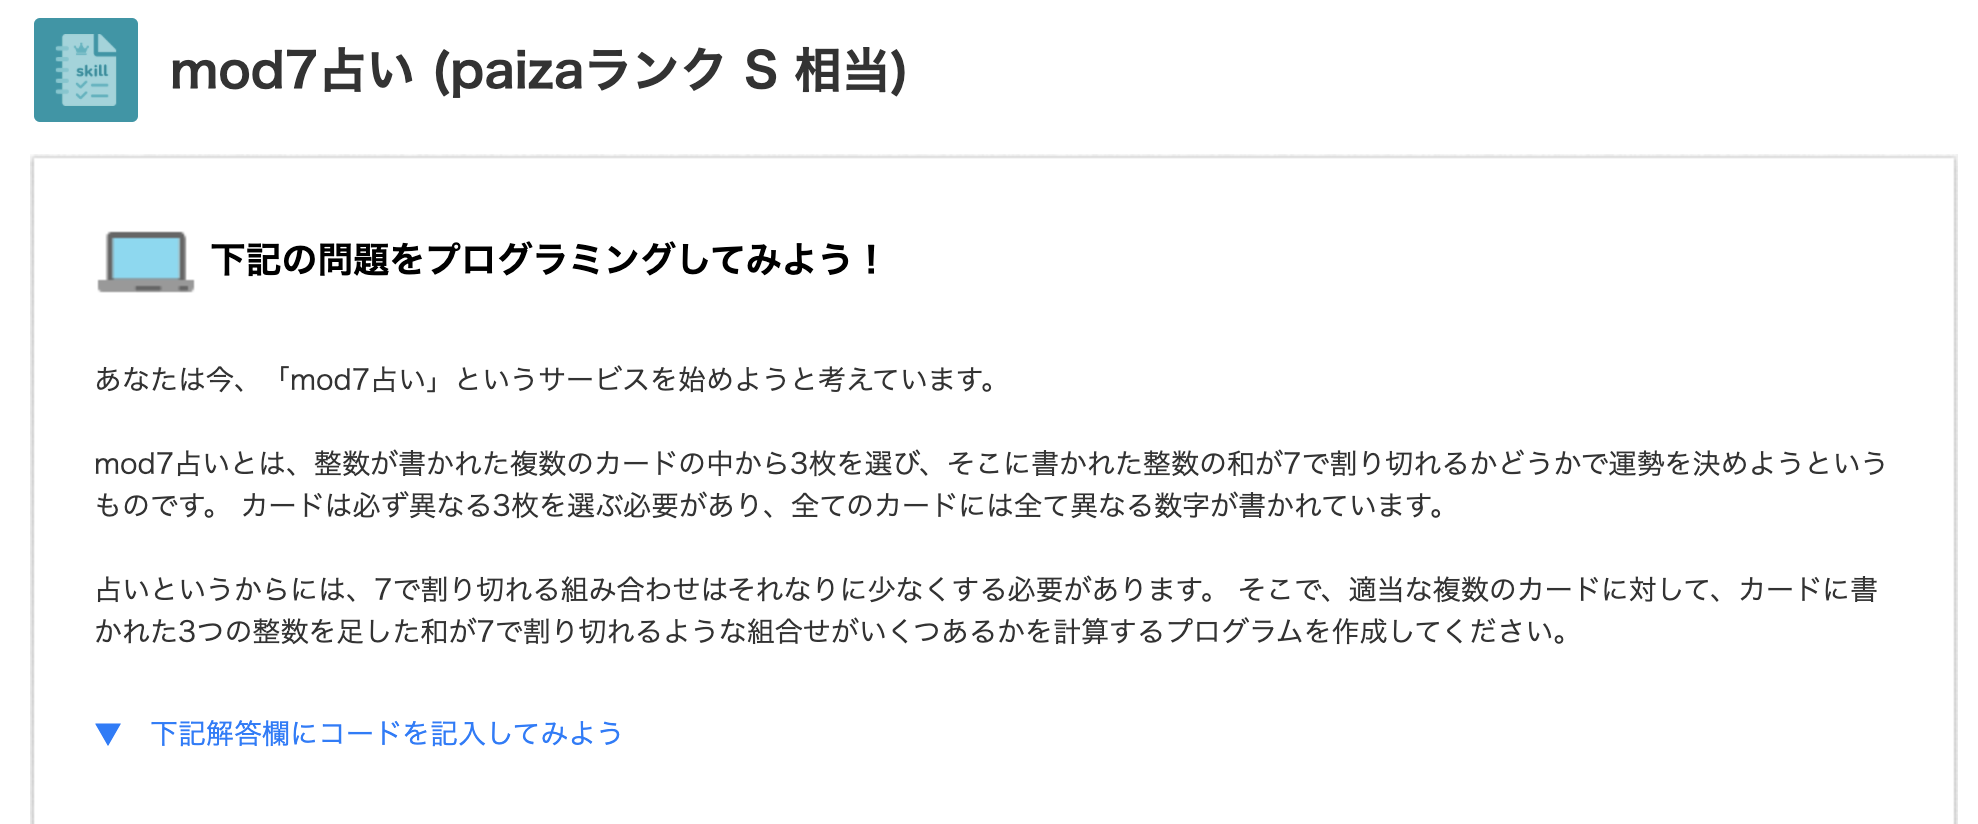 skill
mod7占い (paizaランク S 相当)
下記の問題をプログラミングしてみよう！
あなたは今、「mod7占い」というサービスを始めようと考えています。
mod7占いとは、整数が書かれた複数のカードの中から3枚を選び、そこに書かれた整数の和が7で割り切れるかどうかで運勢を決めようという
ものです。 カードは必ず異なる3枚を選ぶ必要があり、全てのカードには全て異なる数字が書かれています。
占いというからには、7で割り切れる組み合わせはそれなりに少なくする必要があります。 そこで、適当な複数のカードに対して、カードに書
かれた3つの整数を足した和が7で割り切れるような組合せがいくつあるかを計算するプログラムを作成してください。
▼ 下記解答欄にコードを記入してみよう